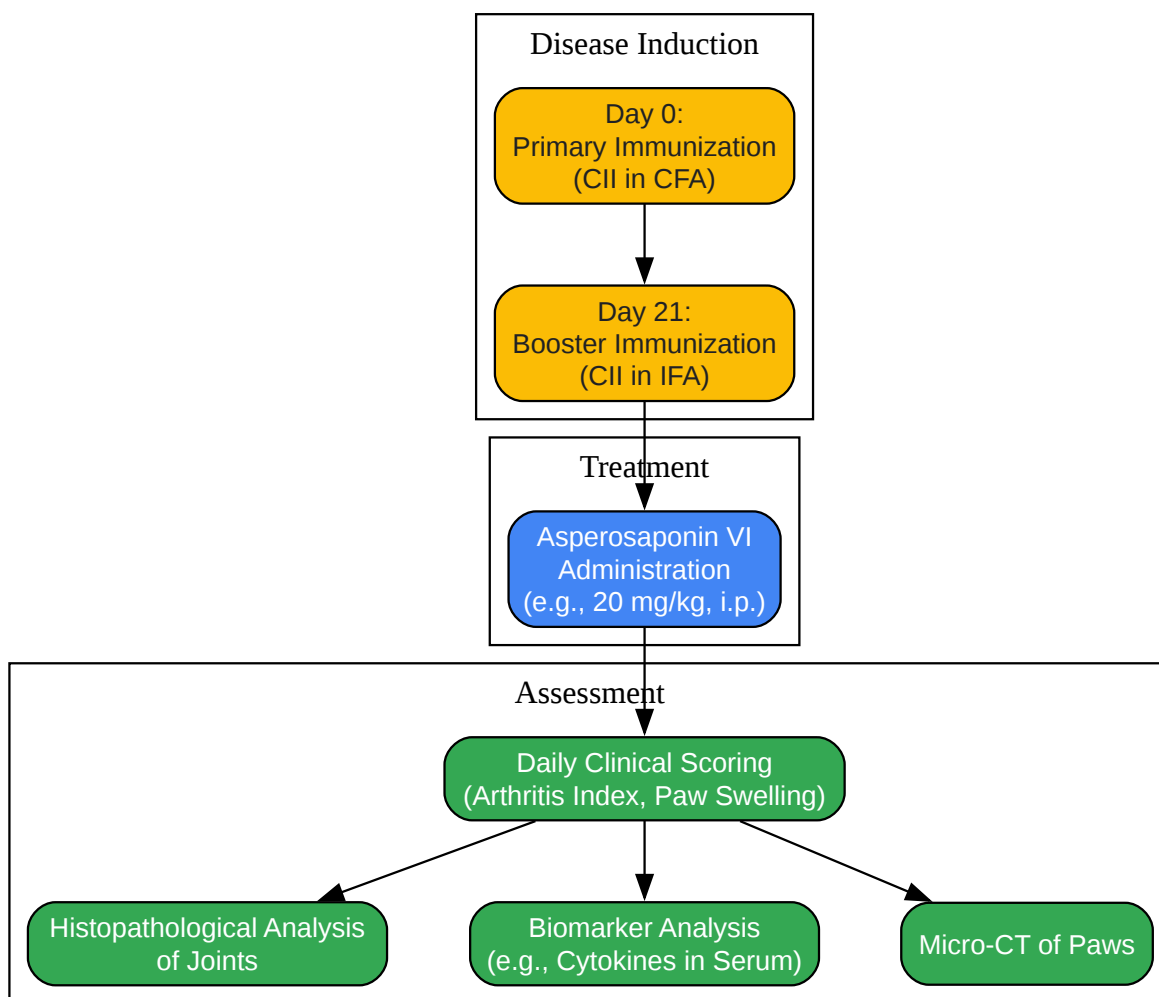 Disease Induction
Day 0:
Primary Immunization
(CII in CFA)
Day 21:
Booster Immunization
(CII in IFA)
Treatment
Asperosaponin VI
Administration
(e.g., 20 mg/kg, i.p.)
Assessment
Daily Clinical Scoring
(Arthritis Index, Paw Swelling)
Histopathological Analysis
of Joints
Biomarker Analysis
(e.g., Cytokines in Serum)
Micro-CT of Paws